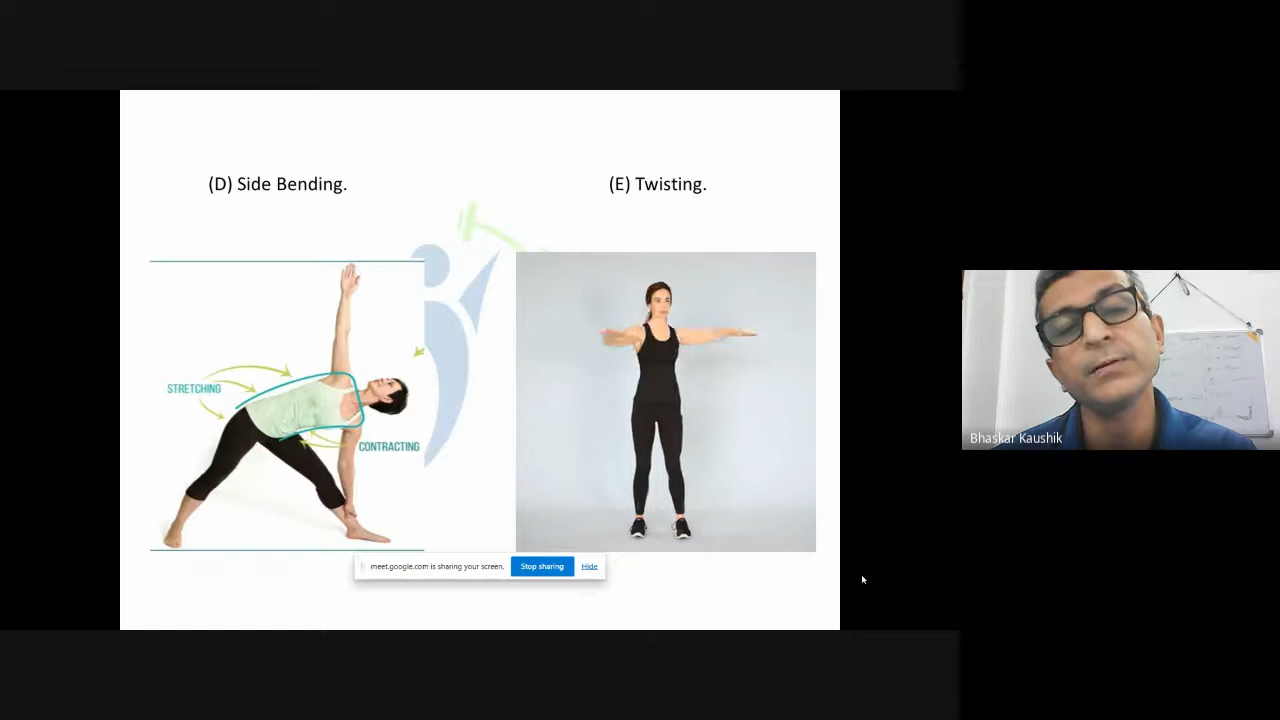 (D) Side Bending.
(E) Twisting.
STRETCHING
CONTRACTING
Bhaskar Kaushik
meet.google.com is sharing your screen.
Stop sharing
Hide